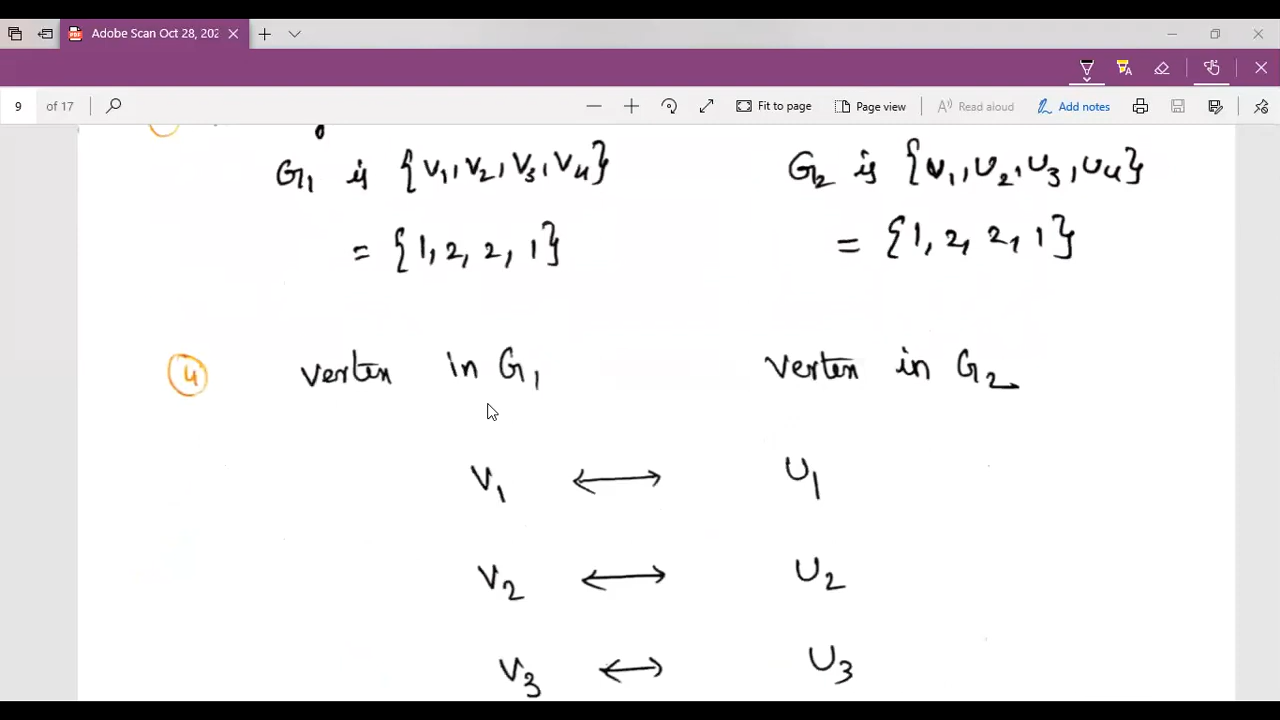 Adobe Scan Oct 28, 202
9 of 17
Fit to page
Page view
Read aloud
Add notes
G1 is {V1, V2, V3, V4} G2 is {U1, U2, U3, U4}
= {1, 2, 2, 1} = {1, 2, 2, 1}
4 Vertex in G1 Vertex in G2
V1 ⟷ U1
V2 ⟷ U2
V3 ⟷ U3